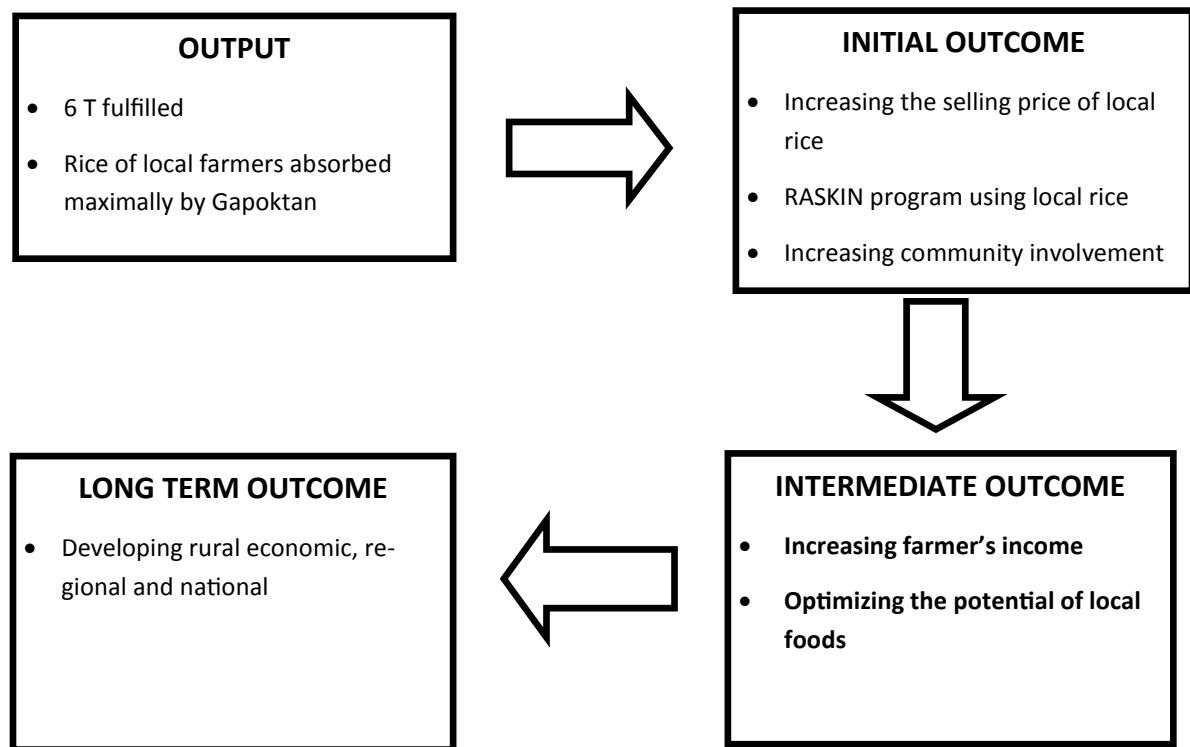 OUTPUT
• 6 T fulfilled
• Rice of local farmers absorbed
maximally by Gapoktan
INITIAL OUTCOME
• Increasing the selling price of local
rice
• RASKIN program using local rice
• Increasing community involvement
INTERMEDIATE OUTCOME
• Increasing farmer’s income
• Optimizing the potential of local
foods
LONG TERM OUTCOME
• Developing rural economic, re-
gional and national